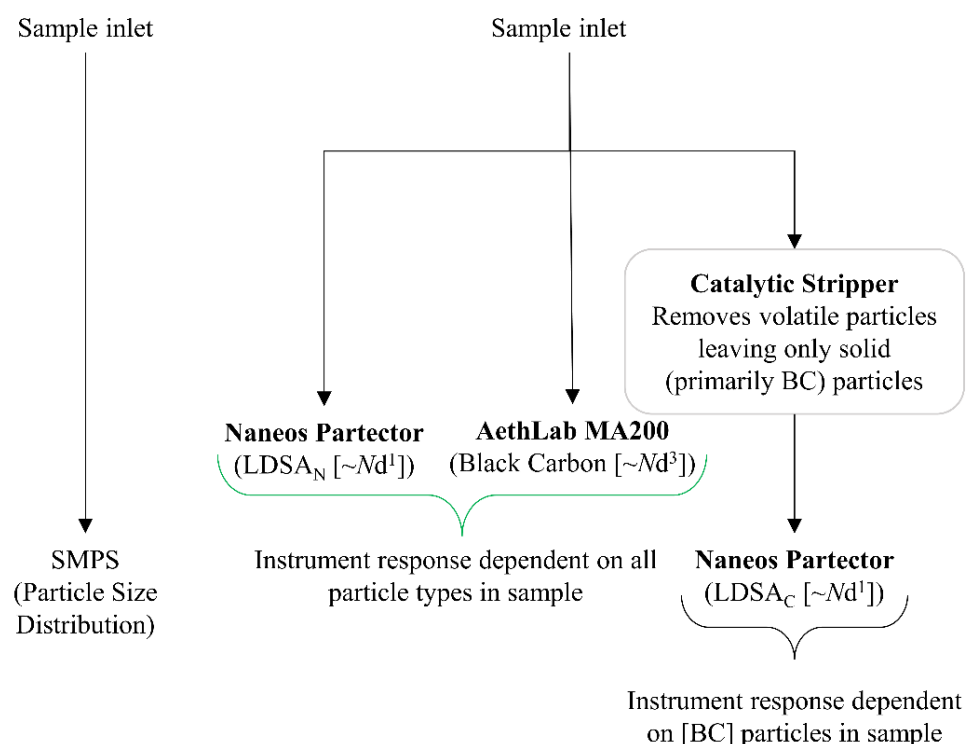 Sample inlet
Sample inlet
Catalytic Stripper
Removes volatile particles
leaving only solid
(primarily BC) particles
Naneos Partector
(LDSA_N [~Nd¹])
AethLab MA200
(Black Carbon [~Nd³])
SMPS
(Particle Size
Distribution)
Instrument response dependent on all
particle types in sample
Naneos Partector
(LDSA_C [~Nd¹])
Instrument response dependent
on [BC] particles in sample